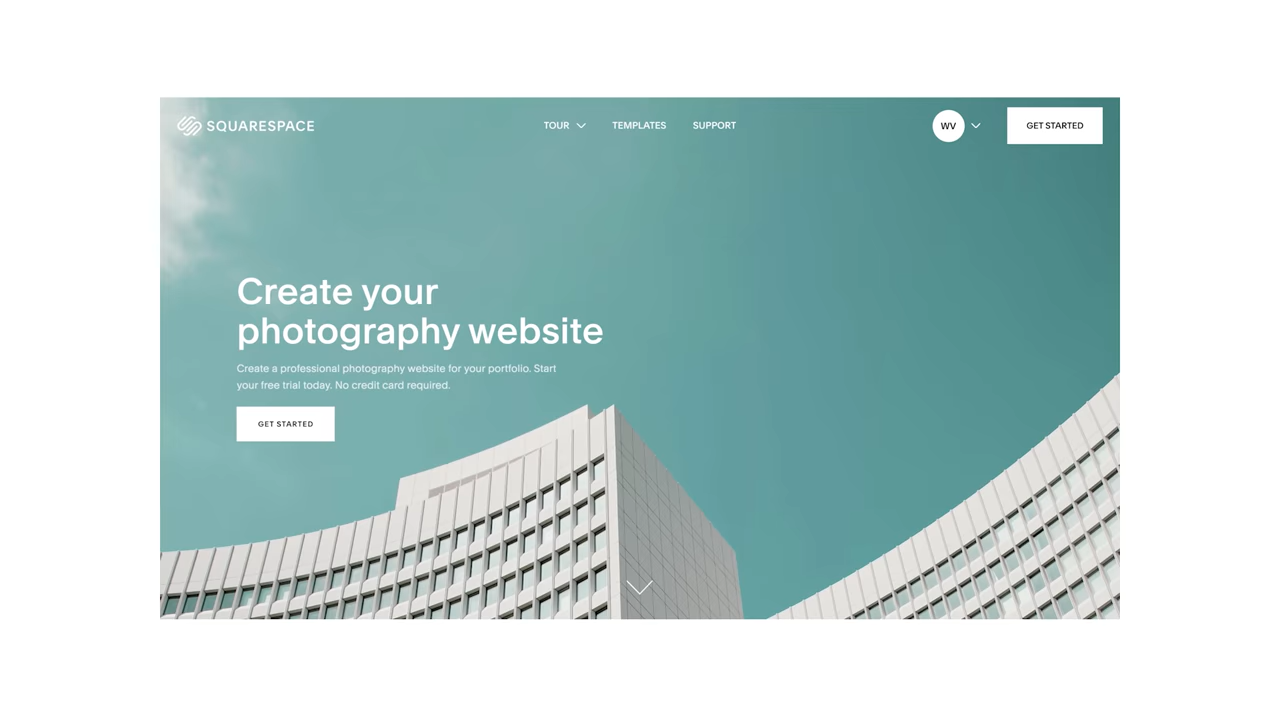 SQUARESPACE
TOUR
TEMPLATES
SUPPORT
WV
GET STARTED
Create your
photography website
Create a professional photography website for your portfolio. Start
your free trial today. No credit card required.
GET STARTED